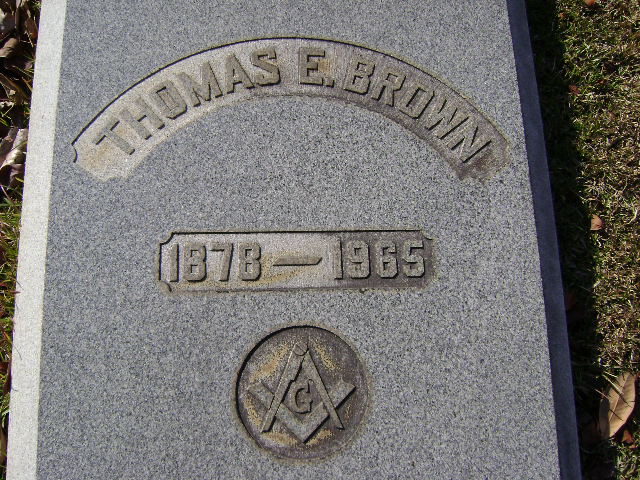 THOMAS E. BROWN
1878 — 1965
G